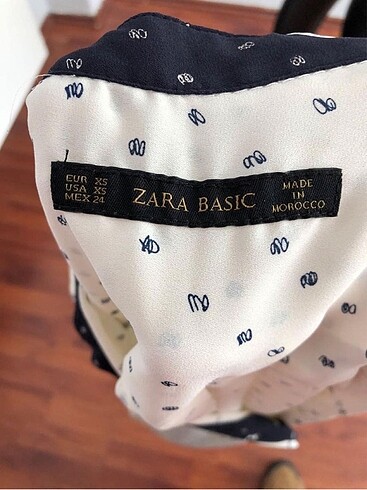 EUR XS
USA XS
MEX 24
ZARA BASIC
MADE
IN
MOROCCO